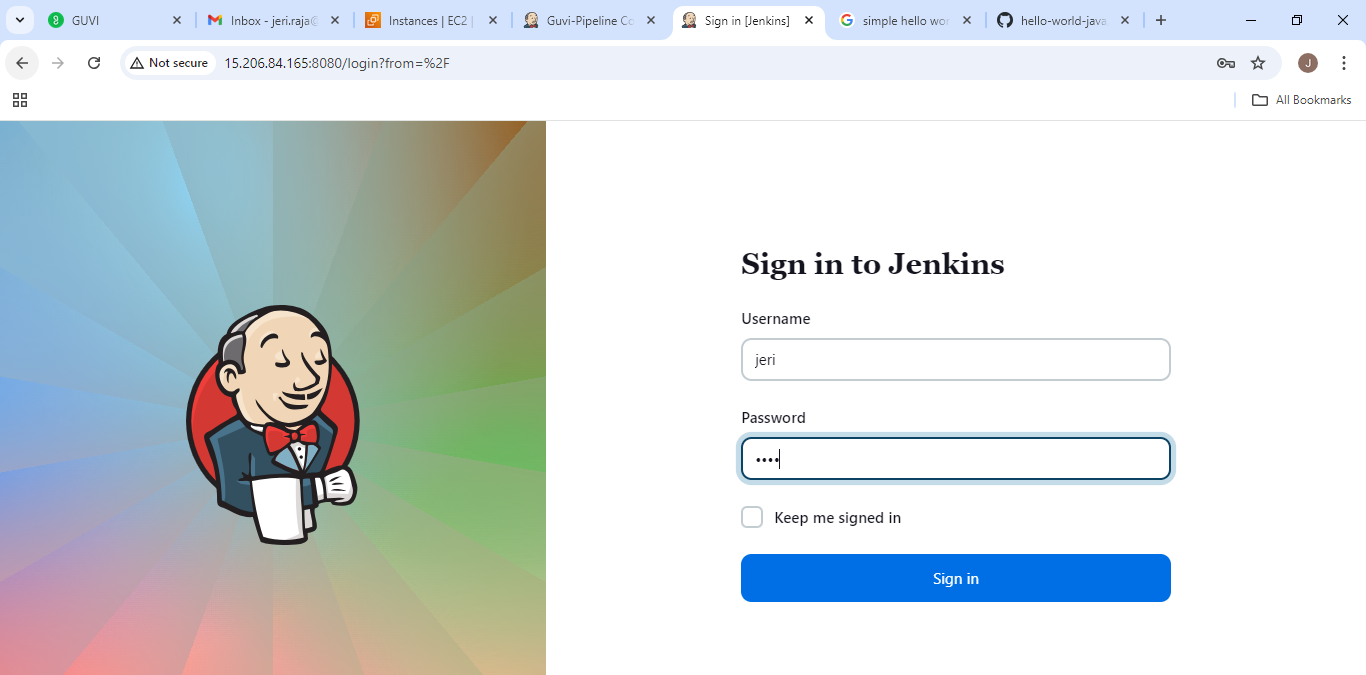 GUVI
Inbox - jeri.raja@
Instances | EC2 |
Guvi-Pipeline Co
Sign in [Jenkins]
simple hello wor
hello-world-java
Not secure
15.206.84.165:8080/login?from=%2F
J
All Bookmarks
Sign in to Jenkins
Username
jeri
Password
••••
Keep me signed in
Sign in